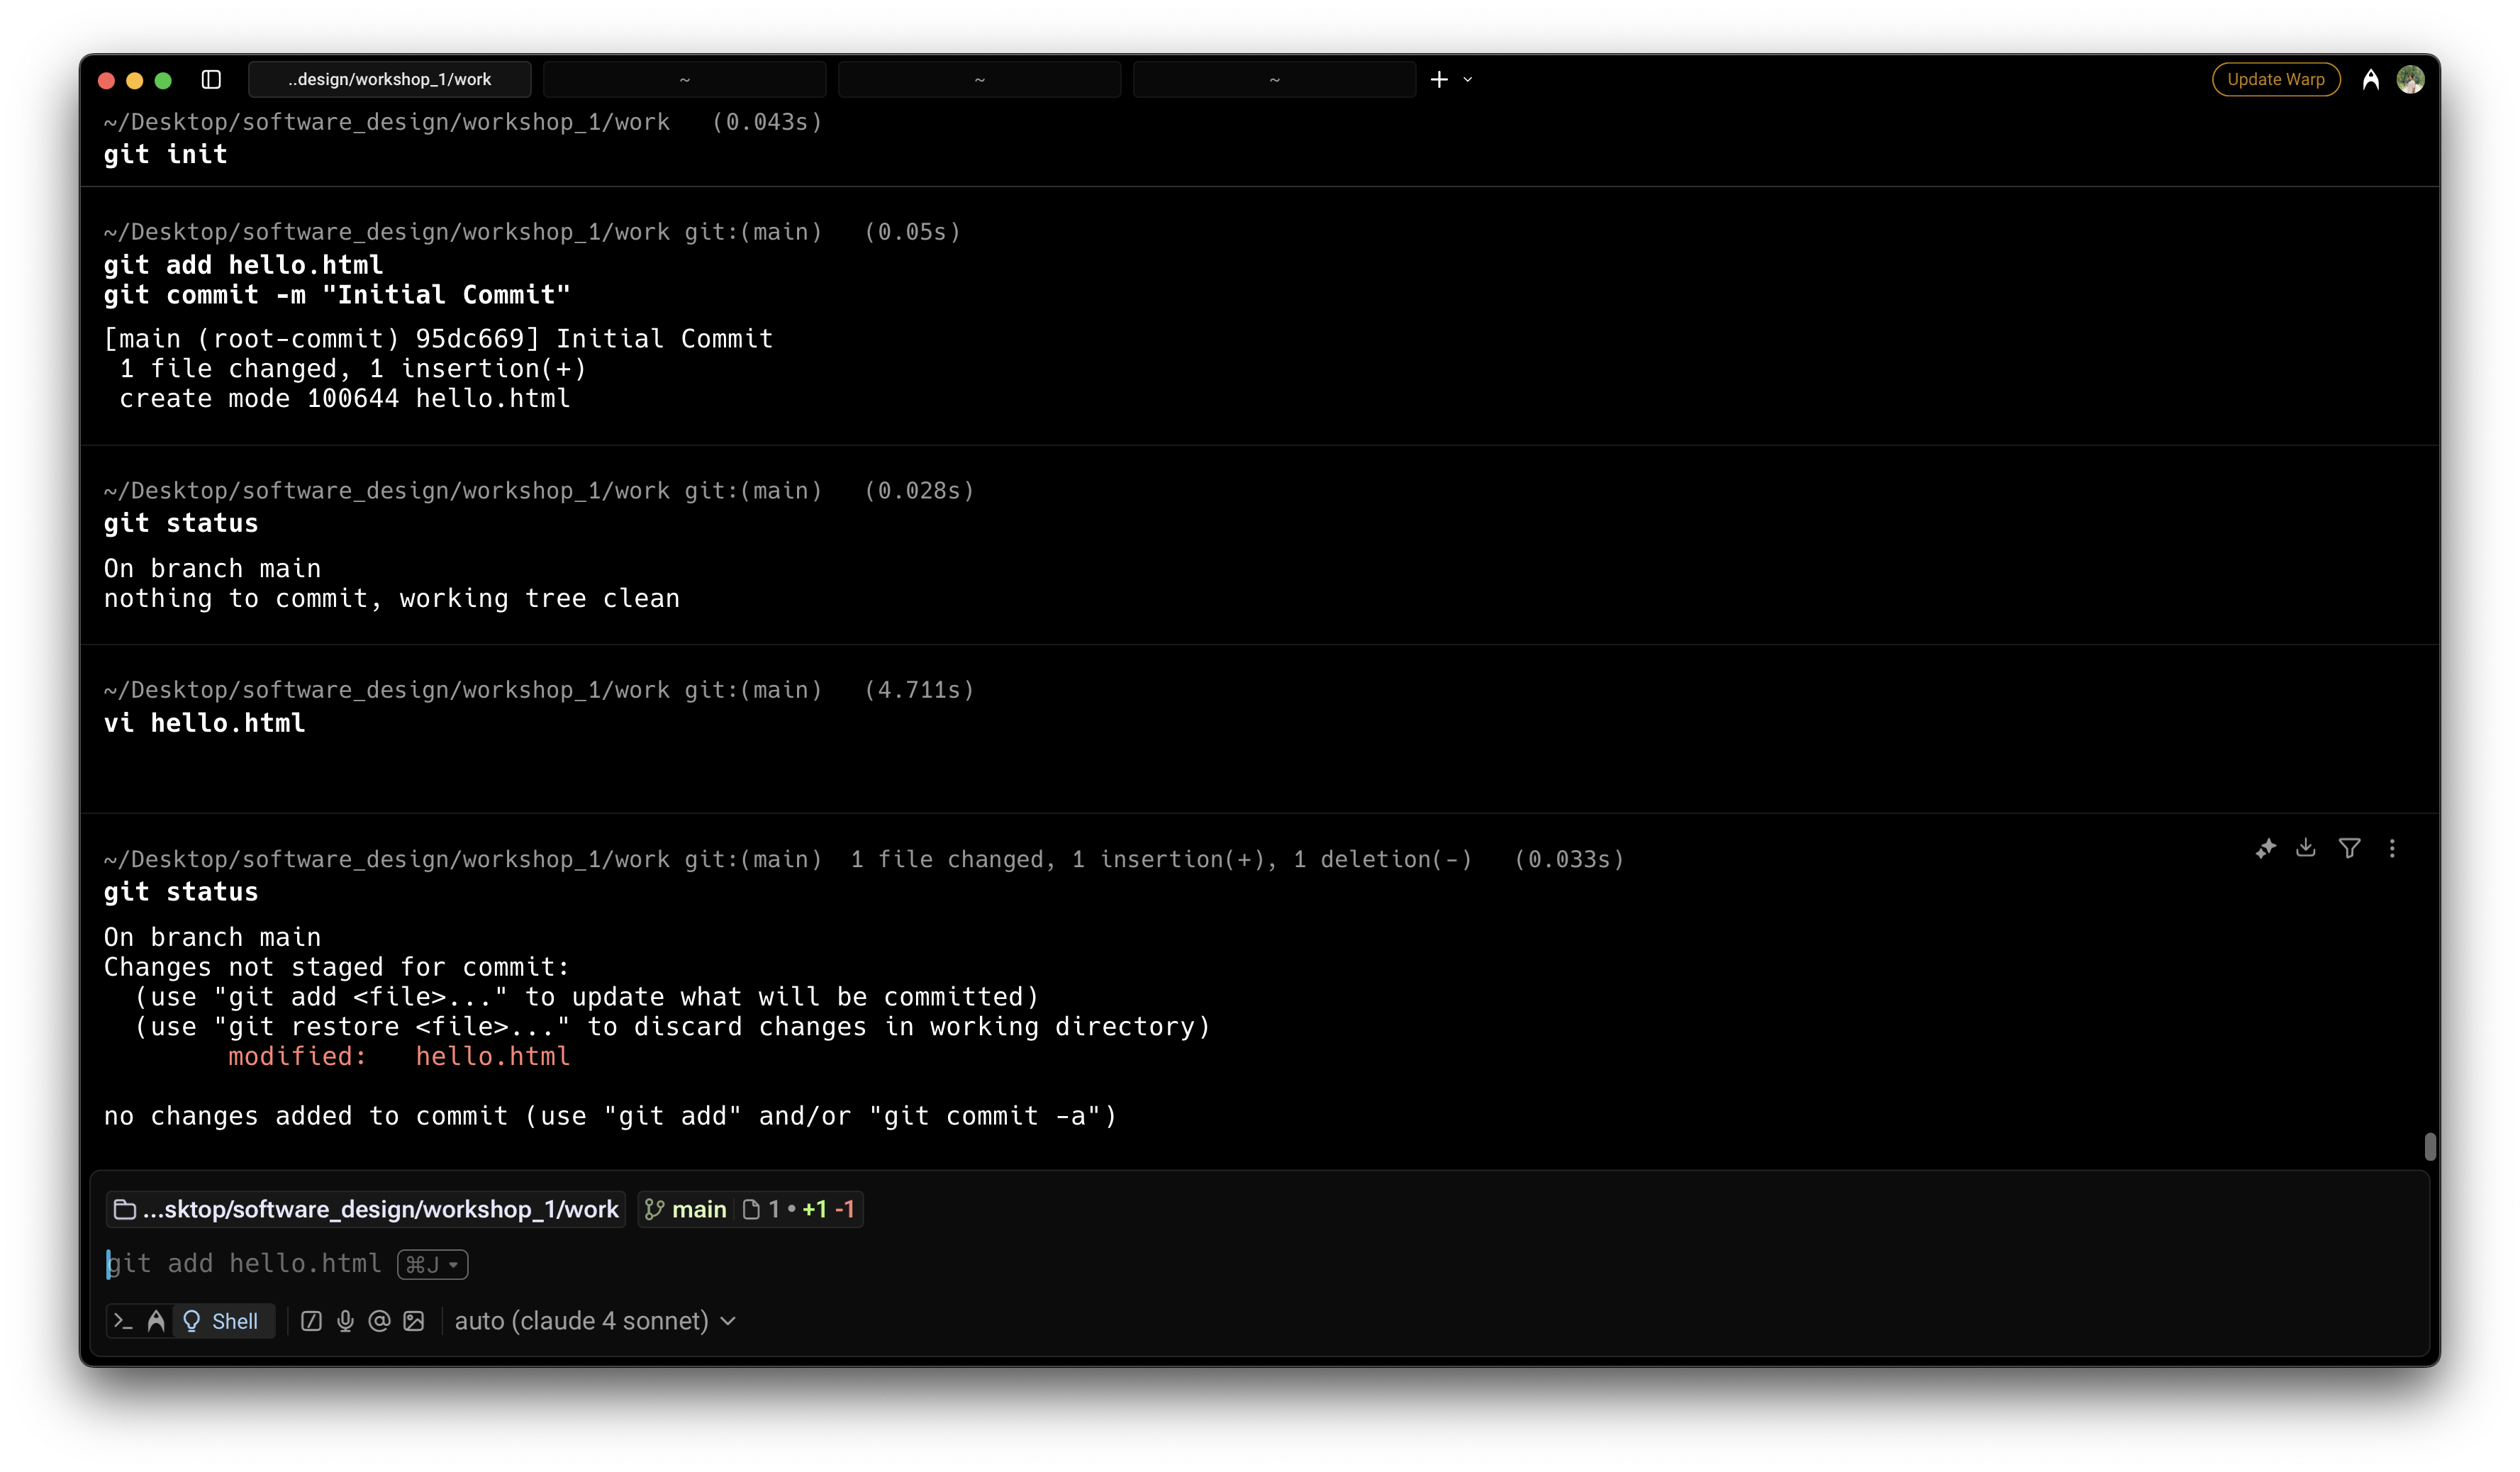 ..design/workshop_1/work ~ ~ ~ Update Warp
~/Desktop/software_design/workshop_1/work (0.043s)
git init
~/Desktop/software_design/workshop_1/work git:(main) (0.05s)
git add hello.html
git commit -m "Initial Commit"
[main (root-commit) 95dc669] Initial Commit
1 file changed, 1 insertion(+)
create mode 100644 hello.html
~/Desktop/software_design/workshop_1/work git:(main) (0.028s)
git status
On branch main
nothing to commit, working tree clean
~/Desktop/software_design/workshop_1/work git:(main) (4.711s)
vi hello.html
~/Desktop/software_design/workshop_1/work git:(main) 1 file changed, 1 insertion(+), 1 deletion(-) (0.033s)
git status
On branch main
Changes not staged for commit:
(use "git add <file>..." to update what will be committed)
(use "git restore <file>..." to discard changes in working directory)
modified: hello.html
no changes added to commit (use "git add" and/or "git commit -a")
...sktop/software_design/workshop_1/work main 1 • +1 -1
git add hello.html ⌘J
Shell auto (claude 4 sonnet)